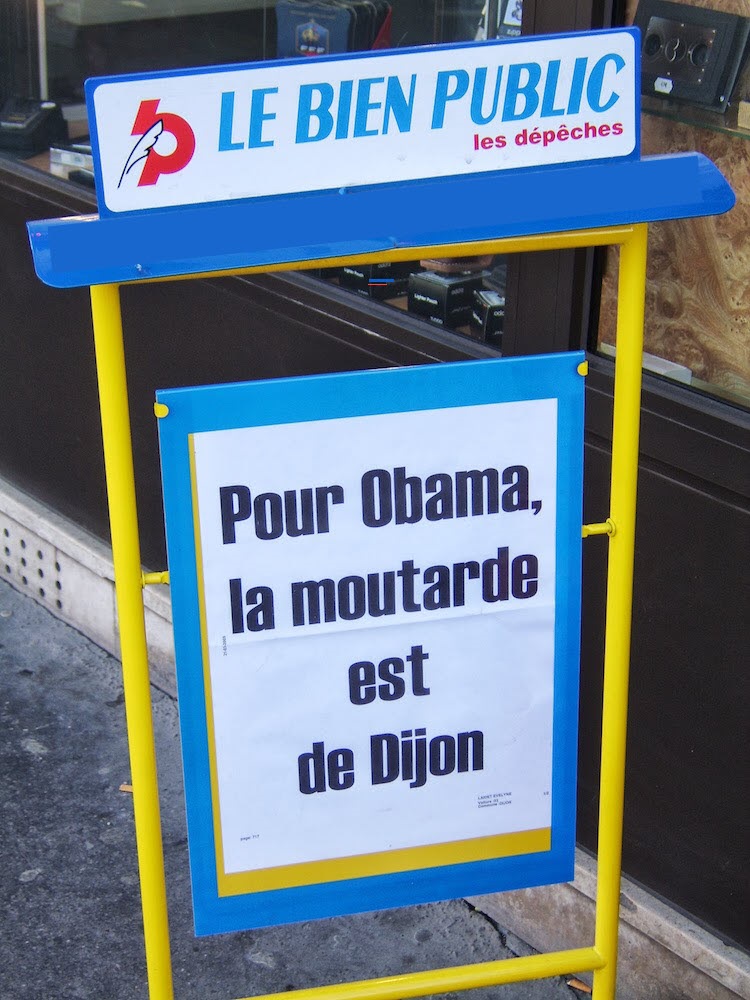 LE BIEN PUBLIC
les dépêches
Pour Obama,
la moutarde
est
de Dijon